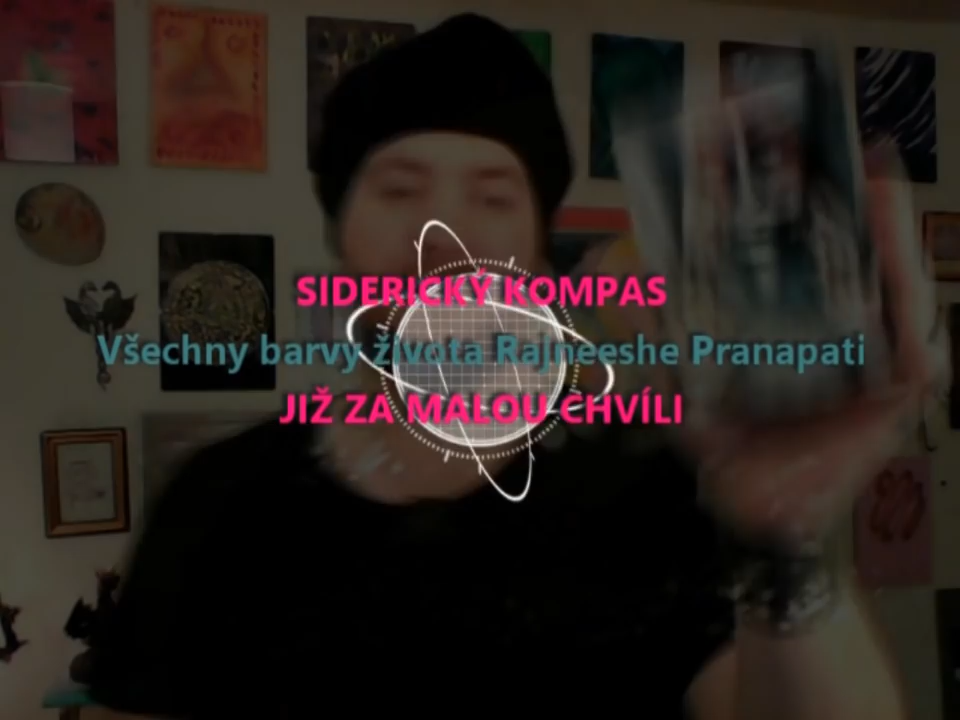 SIDERICKÝ KOMPAS
Všechny barvy života Rajneeshe Pranapati
JIŽ ZA MALOU CHVÍLI